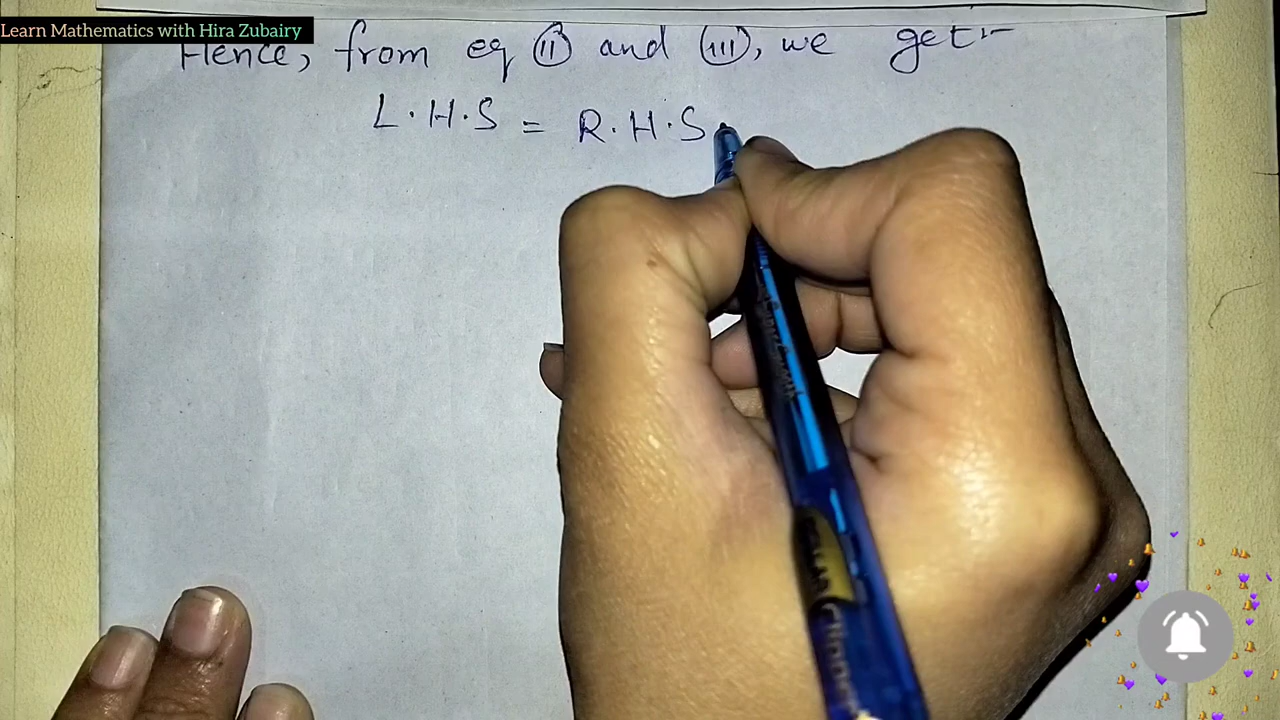 Learn Mathematics with Hira Zubairy
Hence, from eq (II) and (III), we get:-
L.H.S = R.H.S